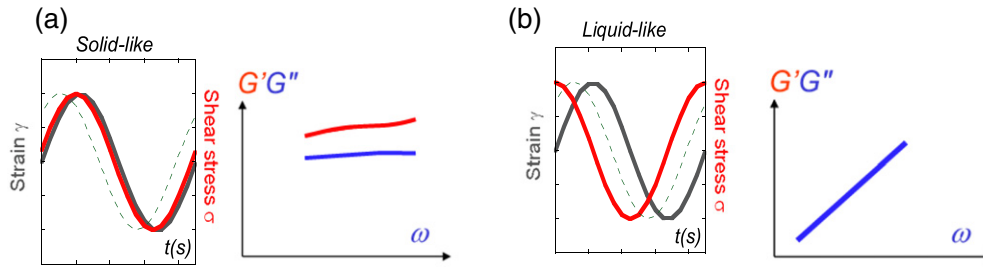 (a)
Solid-like
Strain γ
Shear stress σ
t(s)
G’G”
ω
(b)
Liquid-like
Strain γ
Shear stress σ
t(s)
G’G”
ω